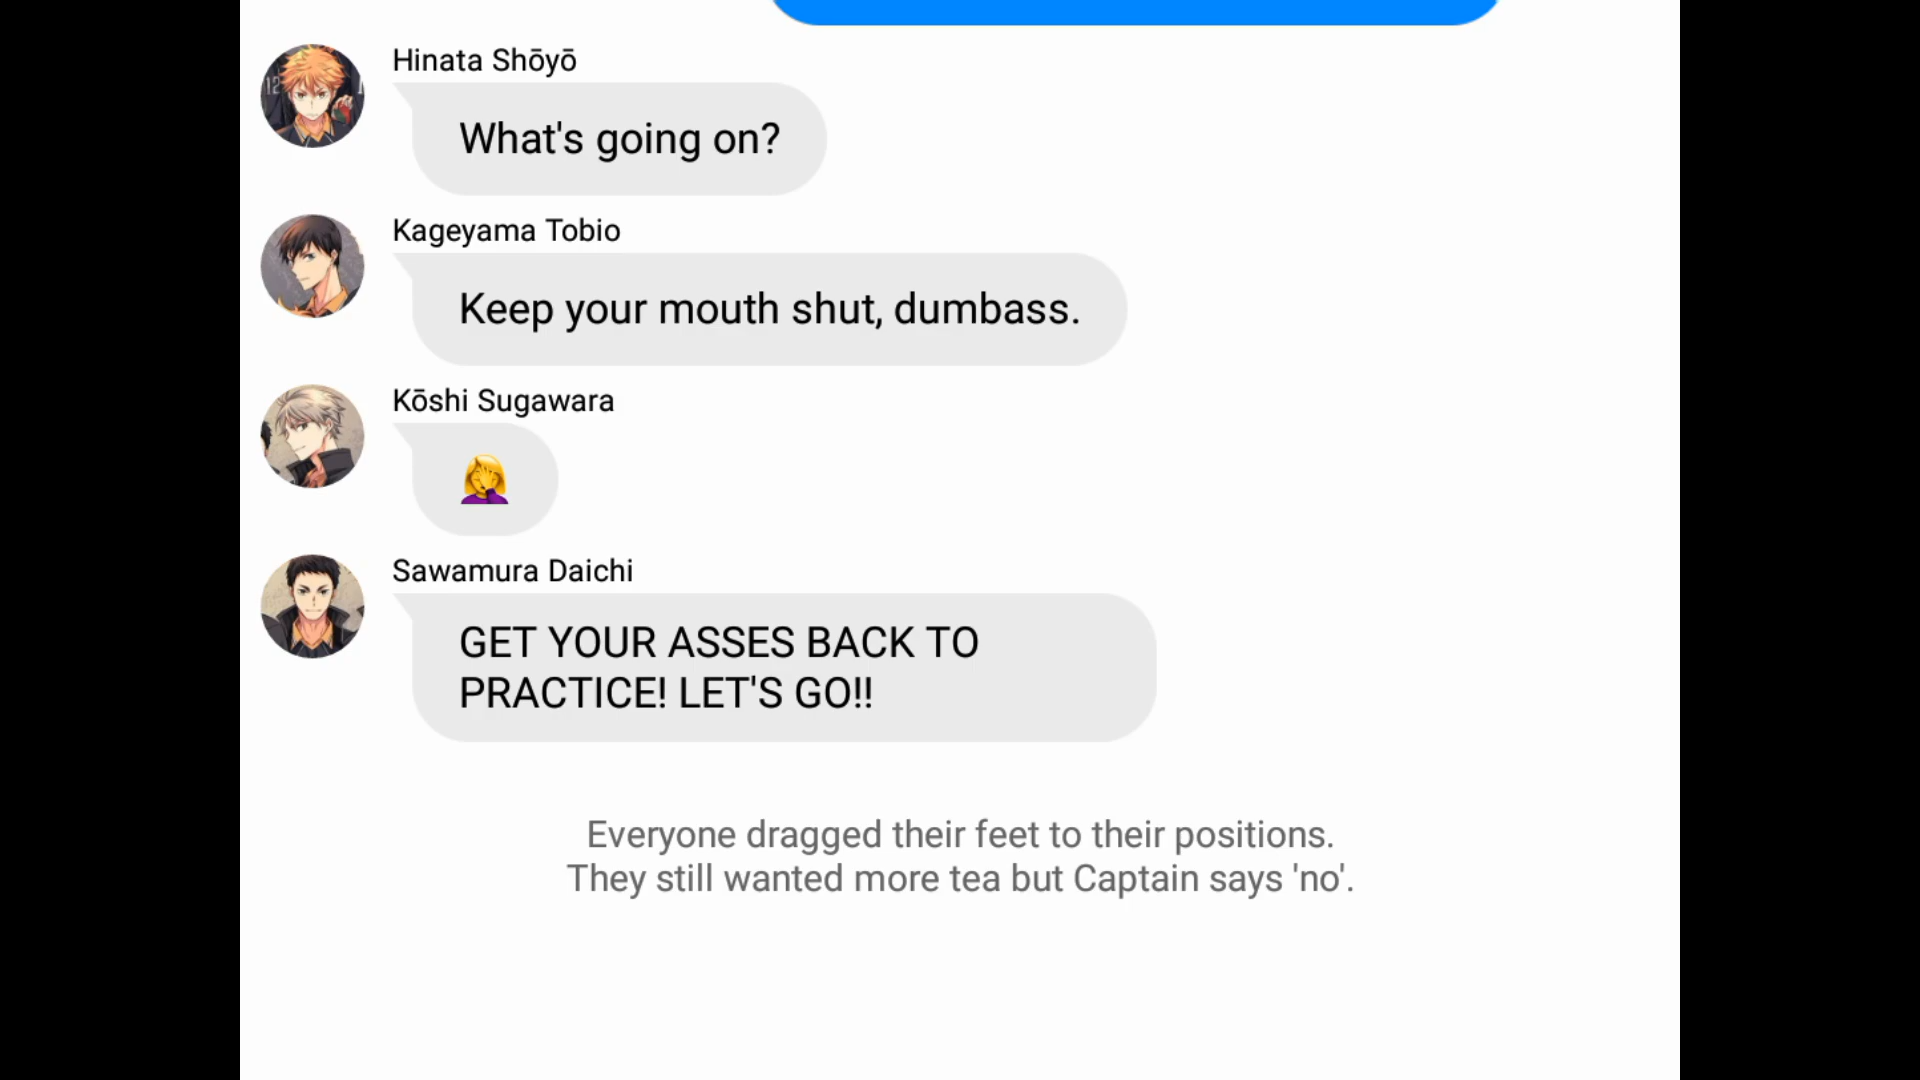 Hinata Shōyō
What's going on?
Kageyama Tobio
Keep your mouth shut, dumbass.
Kōshi Sugawara
🤦‍♀️
Sawamura Daichi
GET YOUR ASSES BACK TO
PRACTICE! LET'S GO!!
Everyone dragged their feet to their positions.
They still wanted more tea but Captain says 'no'.